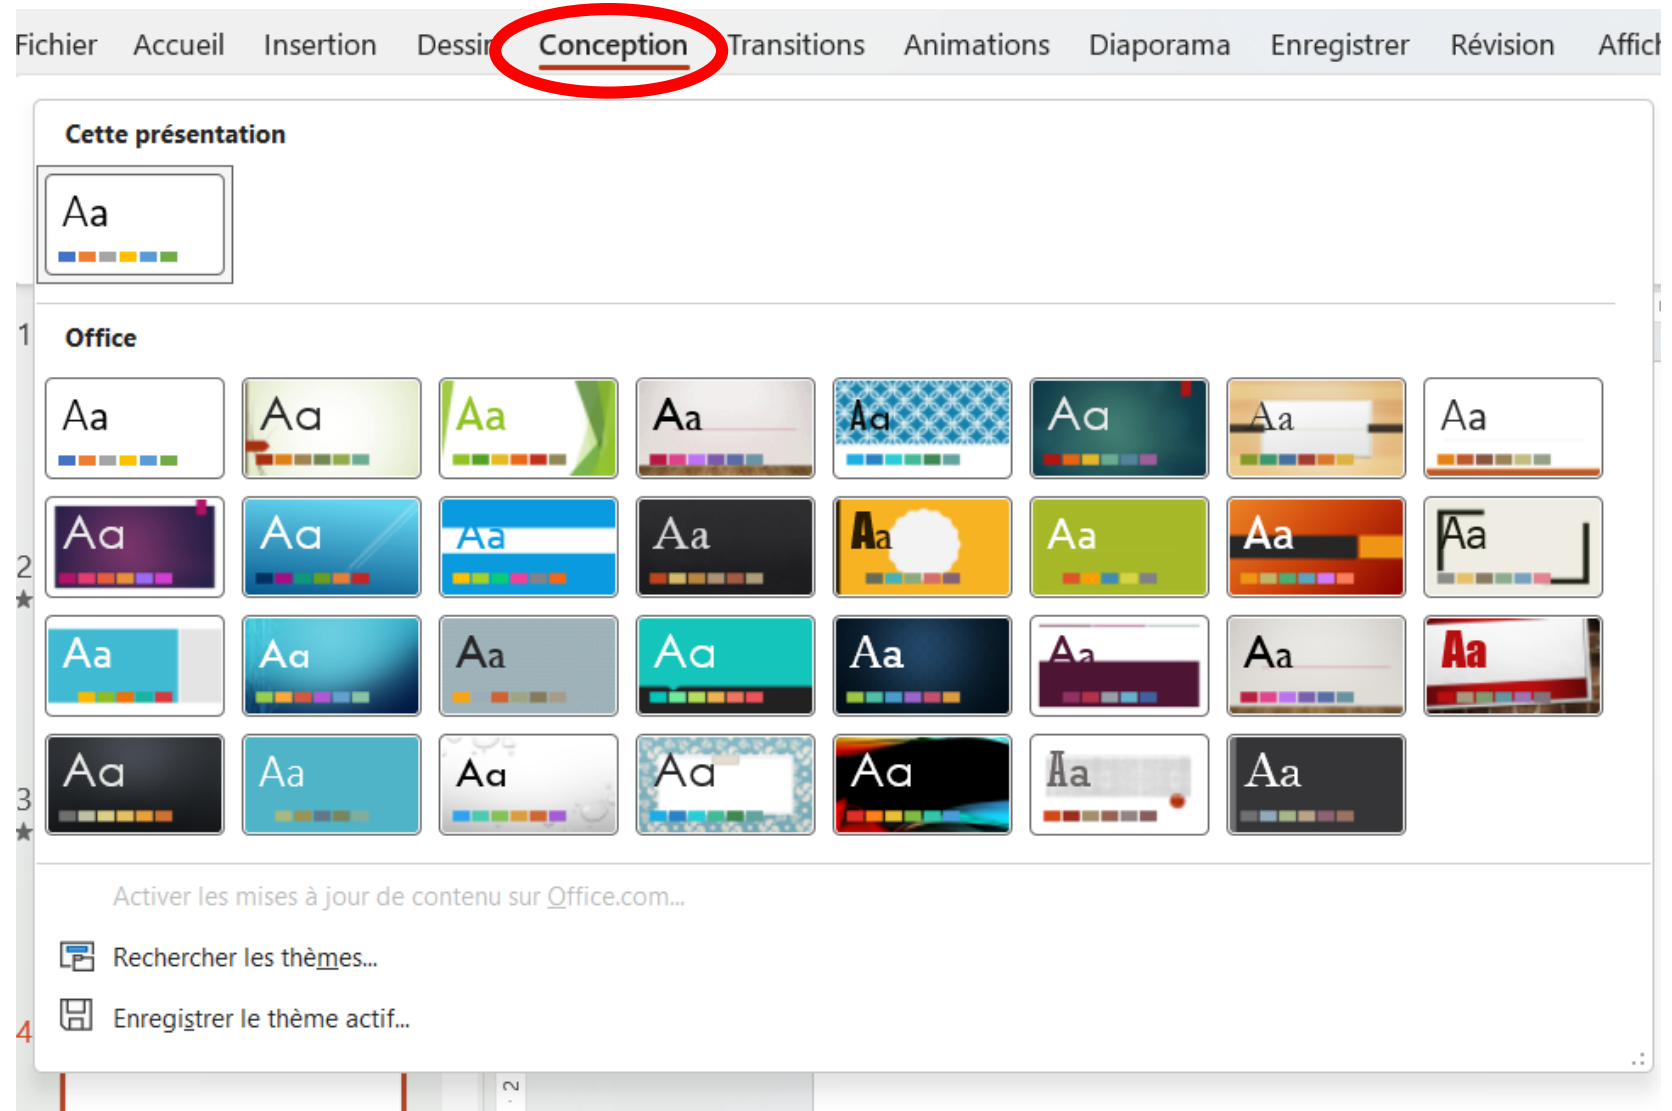 Fichier Accueil Insertion Dessin Conception Transitions Animations Diaporama Enregistrer Révision Affich
Cette présentation
Aa
1
Office
Aa Aa Aa Aa Aa Aa Aa Aa
Aa Aa Aa Aa Aa Aa Aa Aa
2
Aa Aa Aa Aa Aa Aa Aa Aa
Aa Aa Aa Aa Aa Aa Aa
3
Activer les mises à jour de contenu sur Office.com...
Rechercher les thèmes...
Enregistrer le thème actif...
4
2